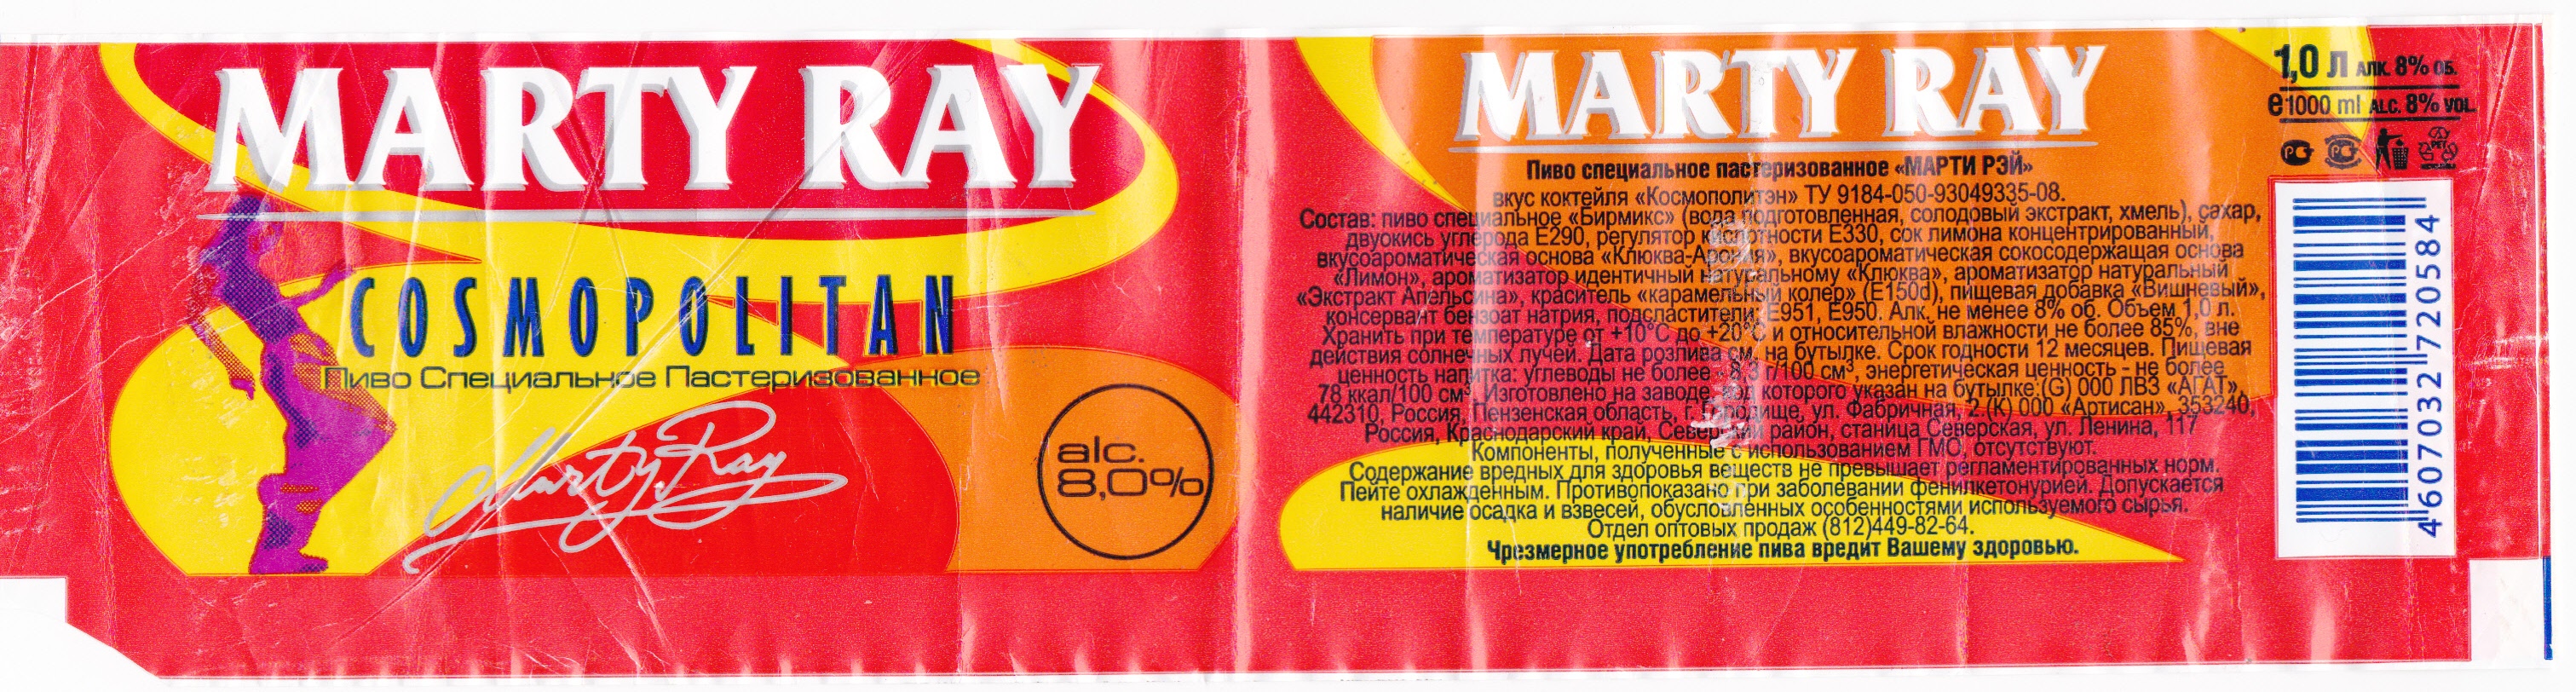 MARTY RAY
COSMOPOLITAN
Пиво Специальное Пастеризованное
Marty Ray
alc.
8,0%
MARTY RAY
Пиво специальное пастеризованное «МАРТИ РЭЙ»
вкус коктейля «Космополитэн» ТУ 9184-050-93049335-08.
Состав: пиво специальное «Бирмикс» (вода подготовленная, солодовый экстракт, хмель), сахар,
двуокись углерода Е290, регулятор кислотности Е330, сок лимона концентрированный,
вкусоароматическая основа «Клюква-Арония», вкусоароматическая сокосодержащая основа
«Лимон», ароматизатор идентичный натуральному «Клюква», ароматизатор натуральный
«Экстракт Апельсина», краситель «карамельный колер» (Е150d), пищевая добавка «Вишневый»,
консервант бензоат натрия, подсластители: Е951, Е950. Алк. не менее 8% об. Объем 1,0 л.
Хранить при температуре от +10°С до +20°С и относительной влажности не более 85%, вне
действия солнечных лучей. Дата розлива см. на бутылке. Срок годности 12 месяцев. Пищевая
ценность напитка: углеводы не более - 8,3 г/100 см³, энергетическая ценность - не более
78 ккал/100 см³. Изготовлено на заводе, код которого указан на бутылке:(G) ООО ЛВЗ «АГАТ»,
442310, Россия, Пензенская область, г. Городище, ул. Фабричная, 2.(К) ООО «Артисан», 353240,
Россия, Краснодарский край, Северский район, станица Северская, ул. Ленина, 117
Компоненты, полученные с использованием ГМО, отсутствуют.
Содержание вредных для здоровья веществ не превышает регламентированных норм.
Пейте охлажденным. Противопоказано при заболевании фенилкетонурией. Допускается
наличие осадка и взвесей, обусловленных особенностями используемого сырья.
Отдел оптовых продаж (812)449-82-64.
Чрезмерное употребление пива вредит Вашему здоровью.
1,0 Л АЛК. 8% ОБ.
e 1000 ml ALC. 8% VOL.
PET
4 607032 720584